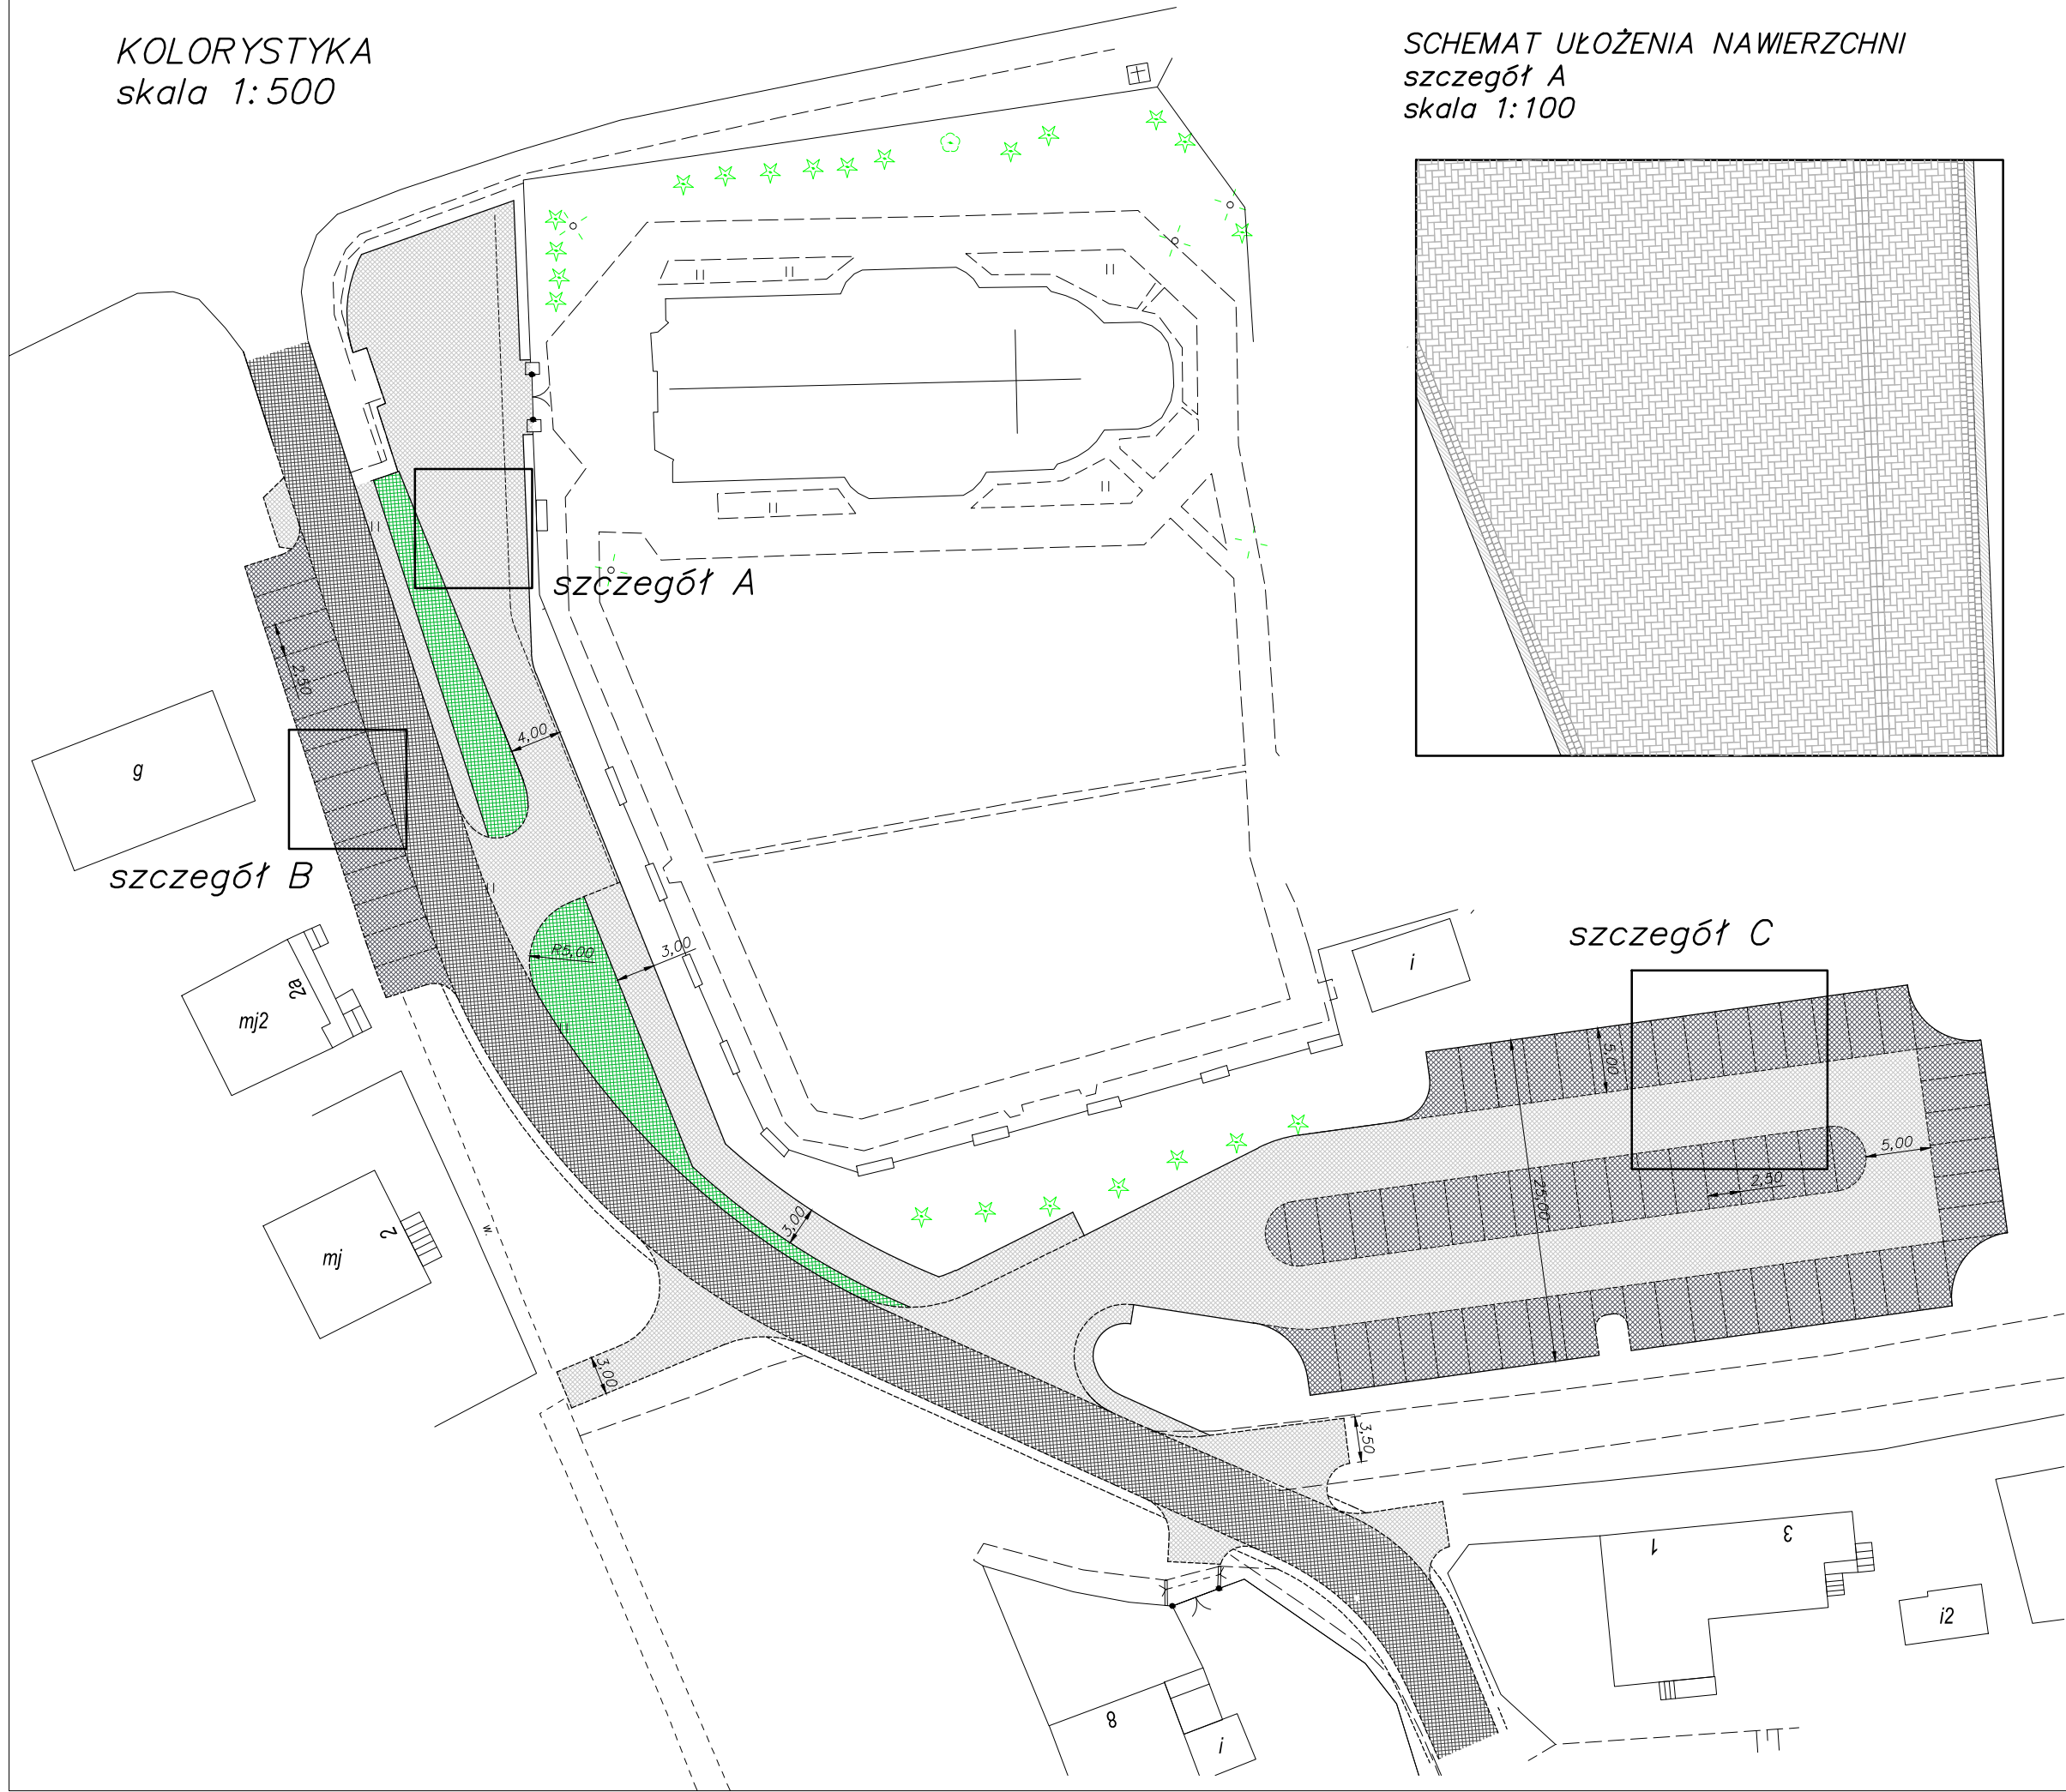 KOLORYSTYKA
skala 1:500
SCHEMAT UŁOŻENIA NAWIERZCHNI
szczegół A
skala 1:100
szczegół A
2,50
4,00
g
szczegół B
R5,00
3,00
szczegół C
i
2a
mj2
5,00
5,00
2,50
25,00
3,00
2
mj
w.
3,00
3,50
1
3
i2
8
i